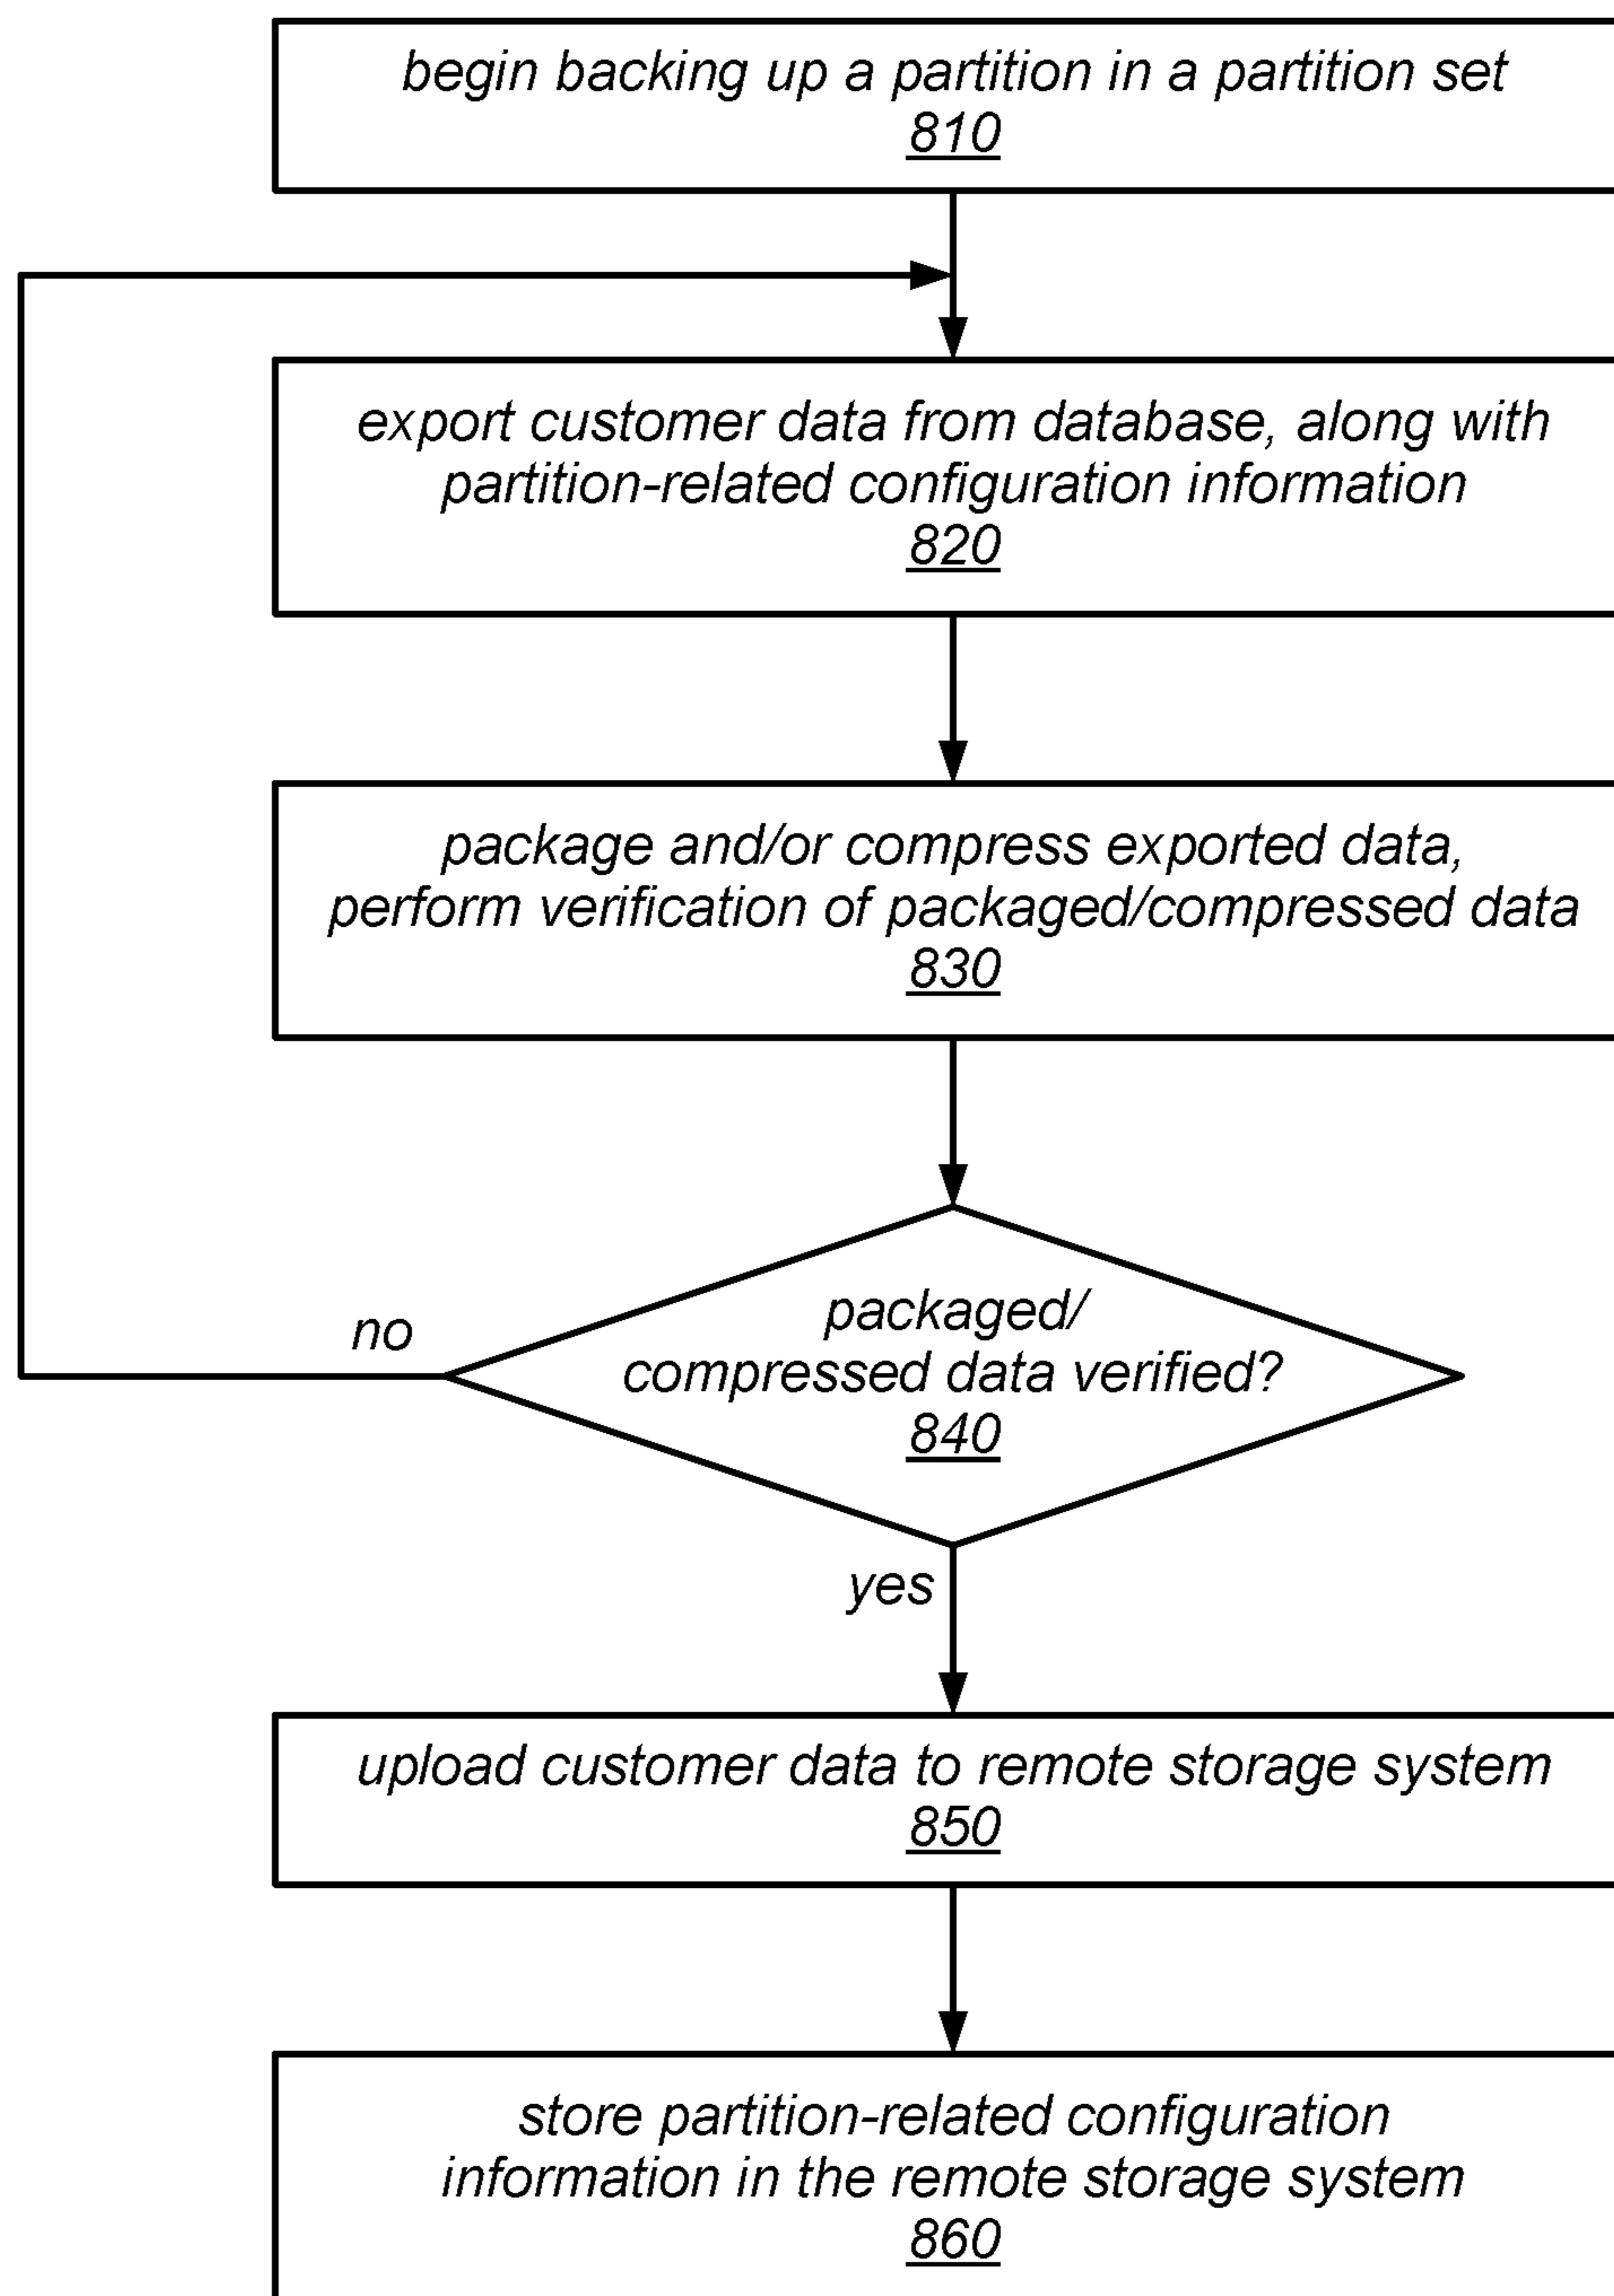 begin backing up a partition in a partition set
810
export customer data from database, along with
partition-related configuration information
820
package and/or compress exported data,
perform verification of packaged/compressed data
830
packaged/
compressed data verified?
840
no
yes
upload customer data to remote storage system
850
store partition-related configuration
information in the remote storage system
860